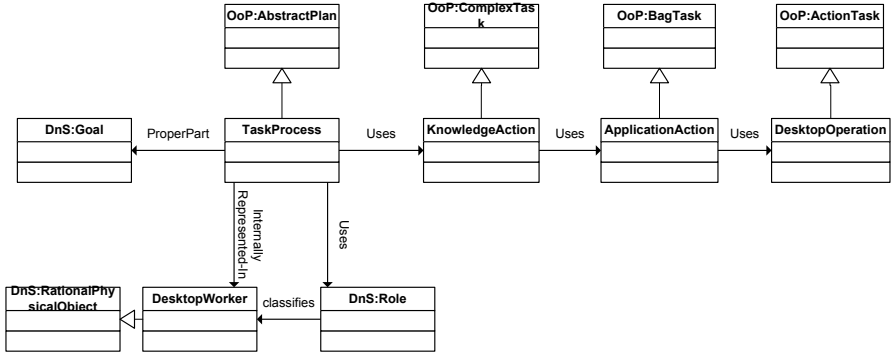 OoP:AbstractPlan
OoP:ComplexTas
k
OoP:BagTask
OoP:ActionTask
DnS:Goal
ProperPart
TaskProcess
Uses
KnowledgeAction
Uses
ApplicationAction
Uses
DesktopOperation
Internally
Represented-In
Uses
DnS:RationalPhy
sicalObject
DesktopWorker
classifies
DnS:Role